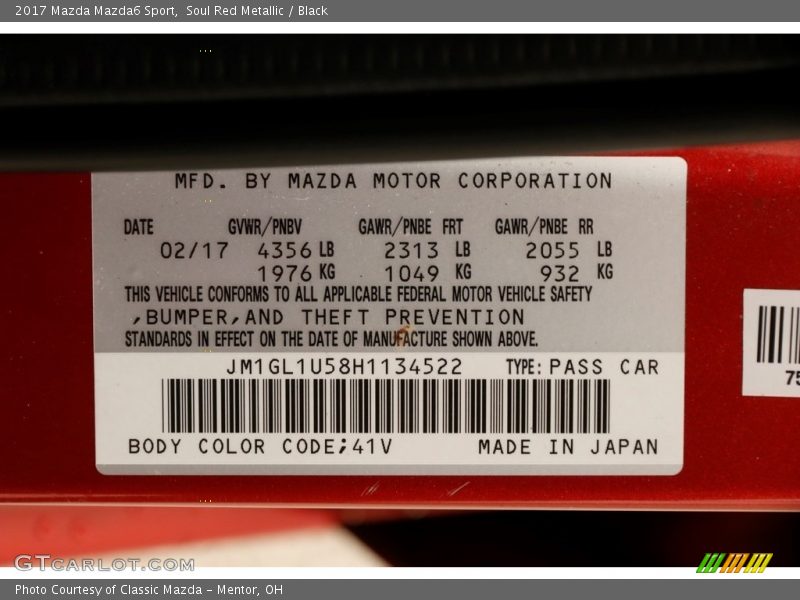 2017 Mazda Mazda6 Sport, Soul Red Metallic / Black
MFD. BY MAZDA MOTOR CORPORATION
DATE GVWR/PNBV GAWR/PNBE FRT GAWR/PNBE RR
02/17 4356 LB 2313 LB 2055 LB
1976 KG 1049 KG 932 KG
THIS VEHICLE CONFORMS TO ALL APPLICABLE FEDERAL MOTOR VEHICLE SAFETY
,BUMPER,AND THEFT PREVENTION
STANDARDS IN EFFECT ON THE DATE OF MANUFACTURE SHOWN ABOVE.
JM1GL1U58H1134522 TYPE: PASS CAR
BODY COLOR CODE;41V MADE IN JAPAN
GTCARLOT.COM
Photo Courtesy of Classic Mazda - Mentor, OH